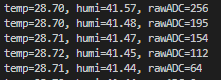 temp=28.70, humi=41.57, rawADC=256
temp=28.70, humi=41.48, rawADC=195
temp=28.71, humi=41.47, rawADC=154
temp=28.72, humi=41.45, rawADC=112
temp=28.71, humi=41.44, rawADC=64